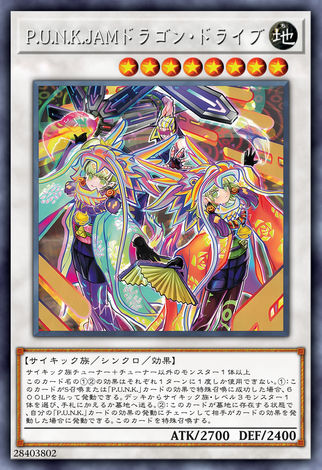 P.U.N.K.JAMドラゴン・ドライブ
地
【サイキック族／シンクロ／効果】
サイキック族チューナー＋チューナー以外のモンスター１体以上
このカード名の①②の効果はそれぞれ１ターンに１度しか使用できない。①：こ
のカードがS召喚または「P.U.N.K.」カードの効果で特殊召喚に成功した場合、６
００LPを払って発動できる。デッキからサイキック族・レベル３モンスター１
体を選び、手札に加えるか墓地へ送る。②：このカードが墓地に存在する状態で、
自分の「P.U.N.K.」カードの効果の発動にチェーンして相手がカードの効果を発
動した場合に発動できる。このカードを特殊召喚する。
ATK/2700 DEF/2400
28403802